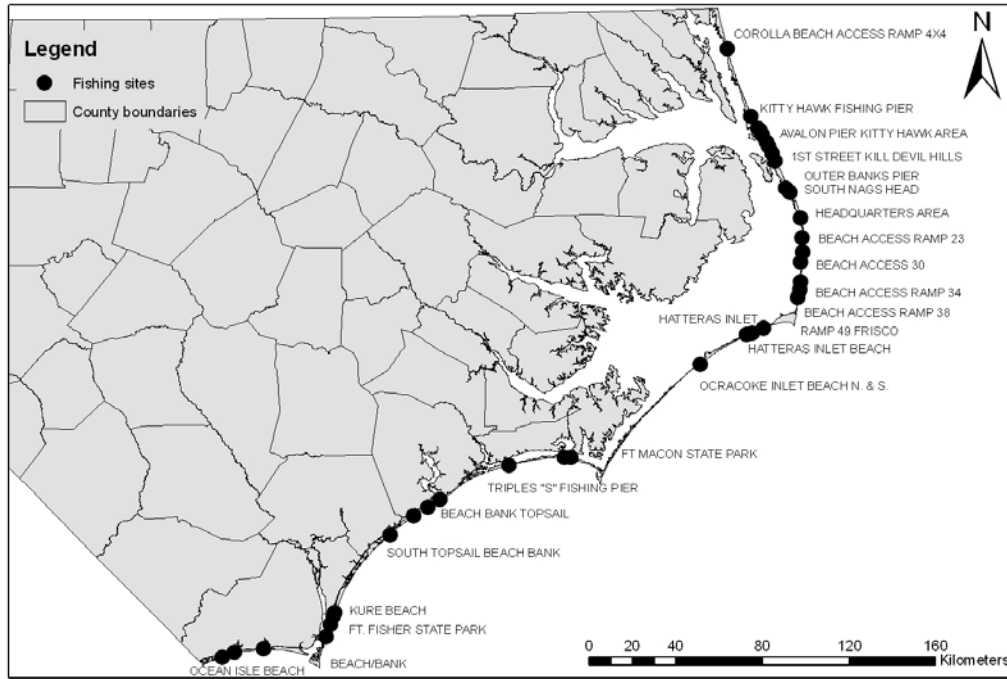 N
COROLLA BEACH ACCESS RAMP 4X4
Legend
Fishing sites
County boundaries
KITTY HAWK FISHING PIER
AVALON PIER KITTY HAWK AREA
1ST STREET KILL DEVIL HILLS
OUTER BANKS PIER
SOUTH NAGS HEAD
HEADQUARTERS AREA
BEACH ACCESS RAMP 23
BEACH ACCESS 30
BEACH ACCESS RAMP 34
BEACH ACCESS RAMP 38
HATTERAS INLET
RAMP 49 FRISCO
HATTERAS INLET BEACH
OCRACOKE INLET BEACH N. & S.
FT MACON STATE PARK
TRIPLES "S" FISHING PIER
BEACH BANK TOPSAIL
SOUTH TOPSAIL BEACH BANK
KURE BEACH
FT. FISHER STATE PARK
BEACH/BANK
OCEAN ISLE BEACH
0 20 40 80 120 160
Kilometers